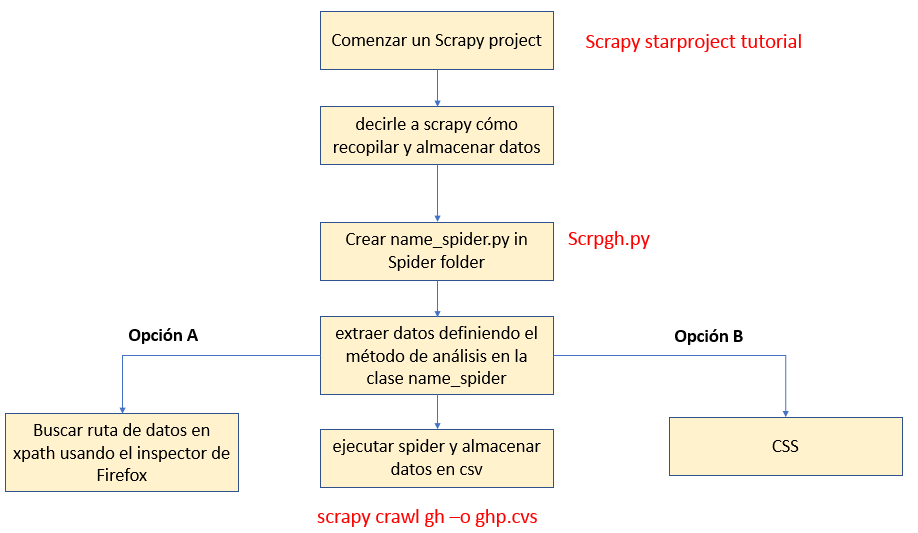 Comenzar un Scrapy project
Scrapy starproject tutorial
decirle a scrapy cómo
recopilar y almacenar datos
Crear name_spider.py in
Spider folder
Scrpgh.py
Opción A
extraer datos definiendo el
método de análisis en la
clase name_spider
Opción B
Buscar ruta de datos en
xpath usando el inspector de
Firefox
ejecutar spider y almacenar
datos en csv
CSS
scrapy crawl gh –o ghp.cvs